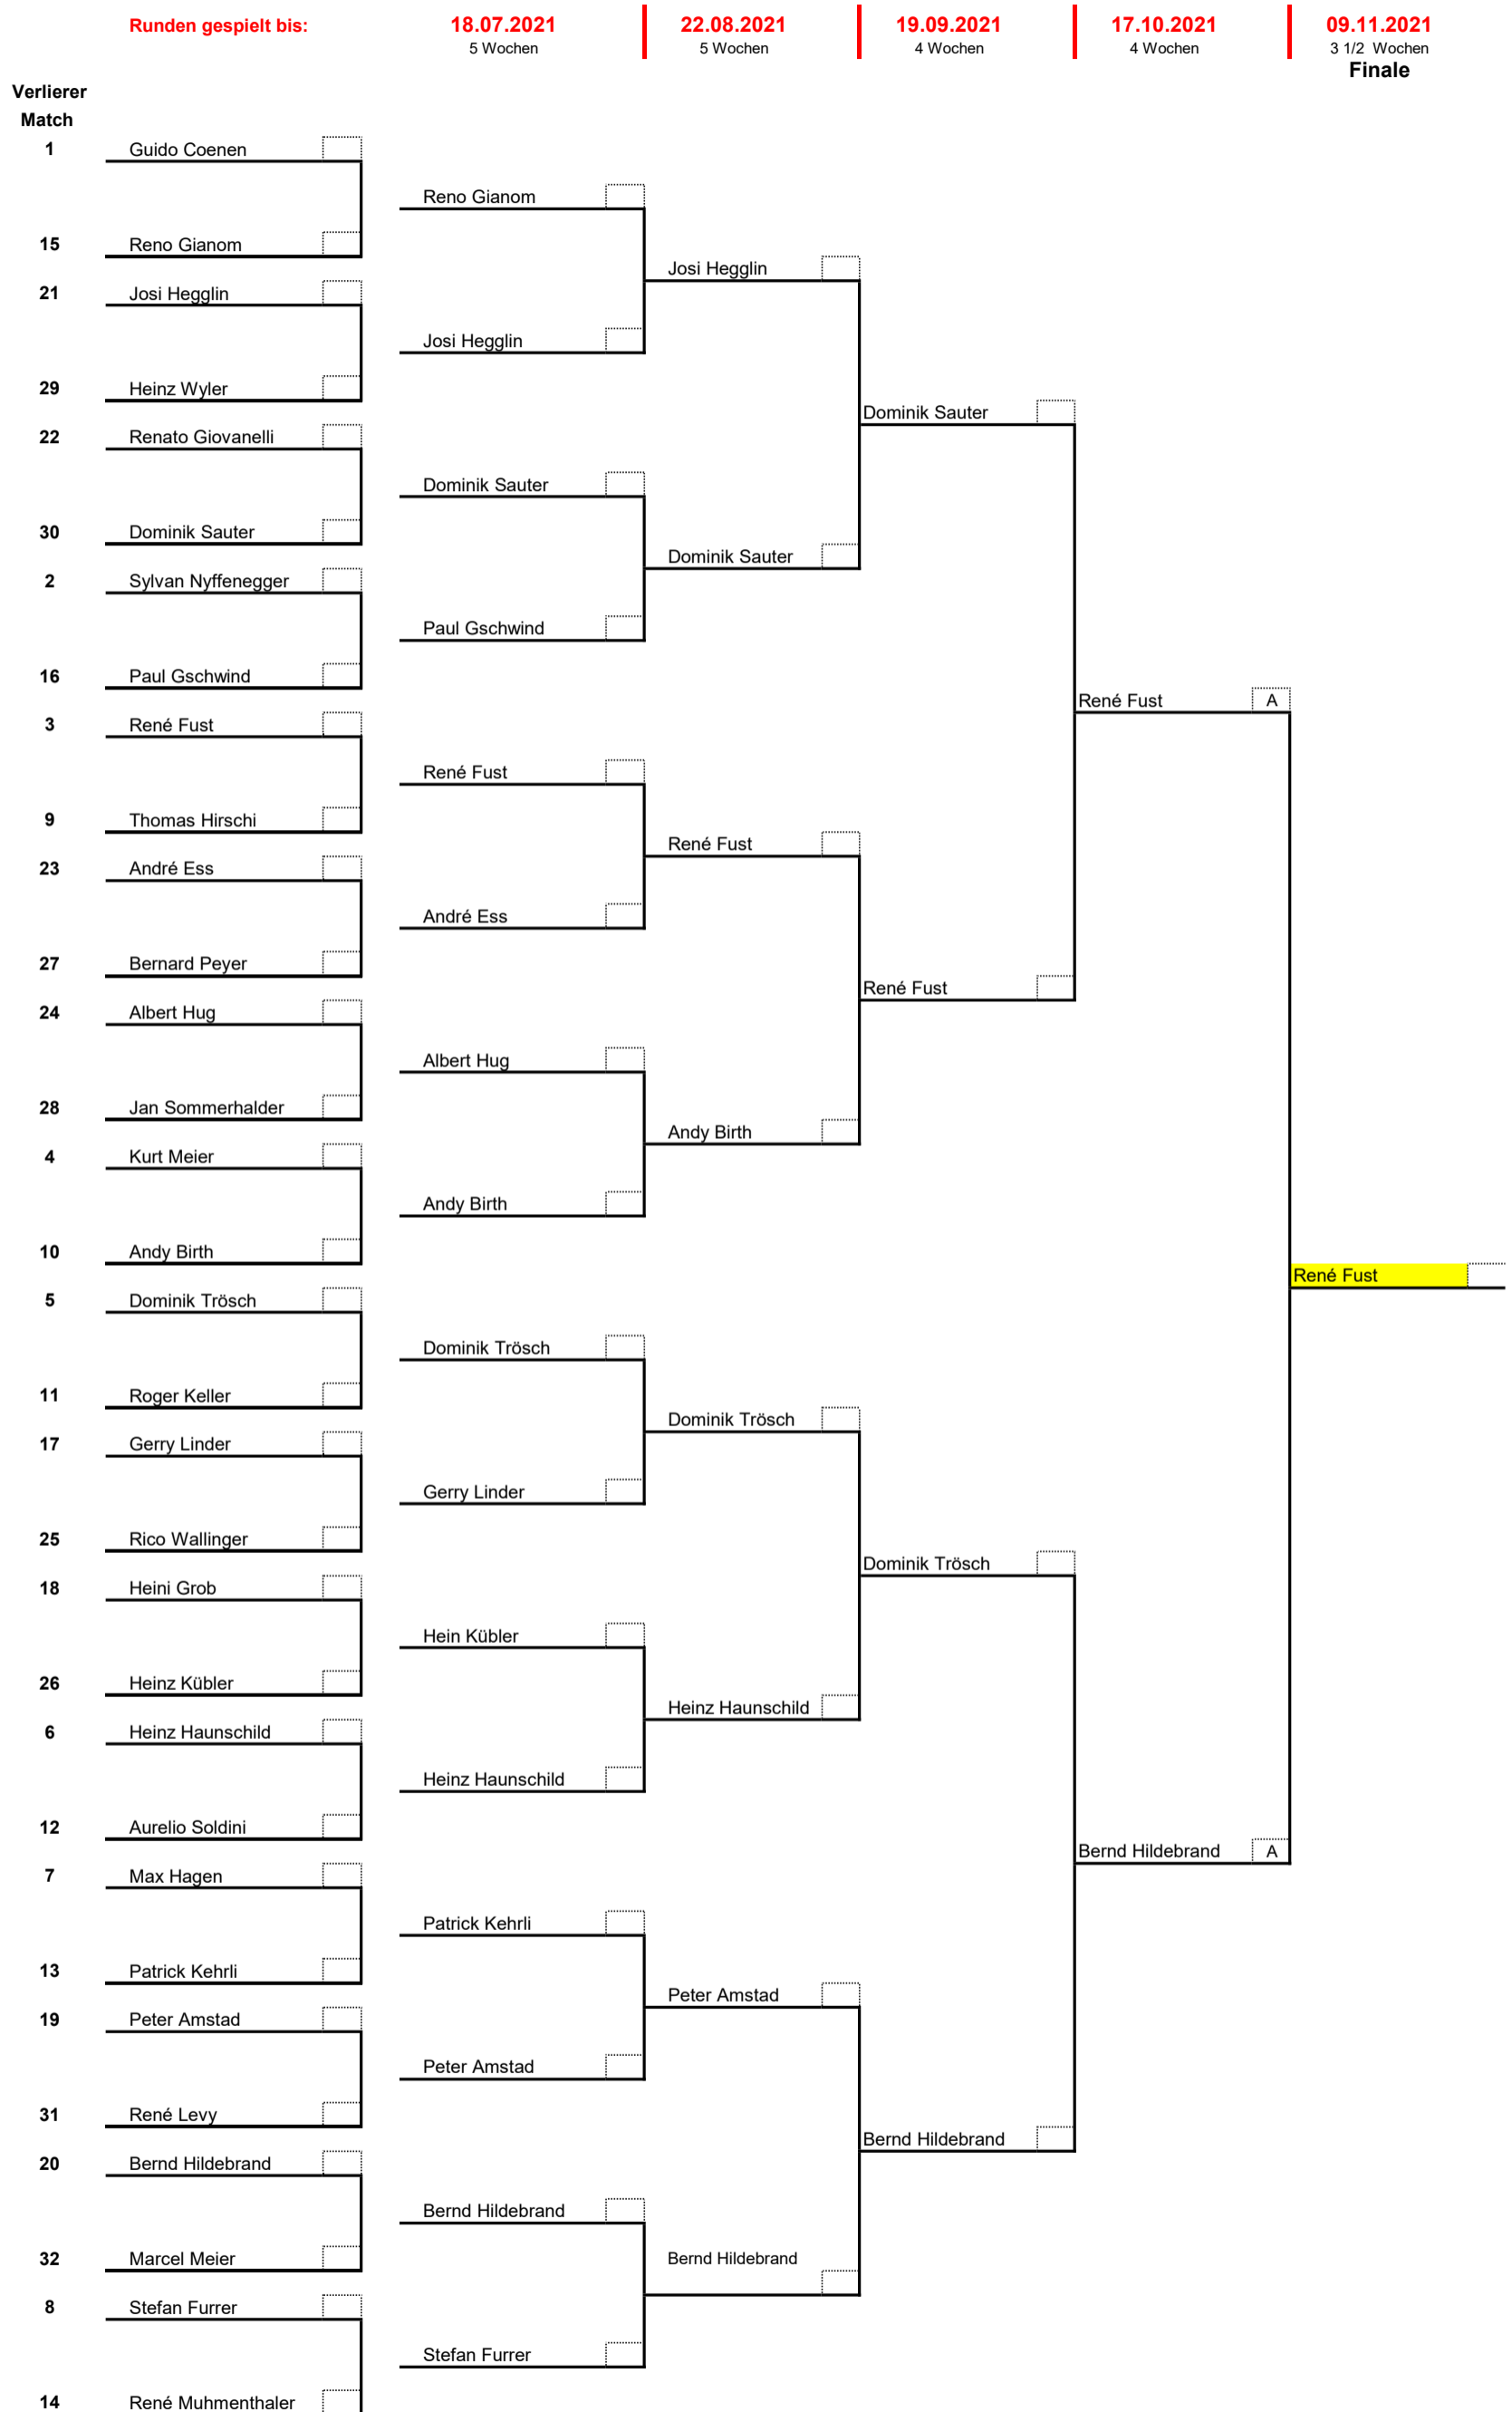 Runden gespielt bis: 18.07.2021 22.08.2021 19.09.2021 17.10.2021 09.11.2021
5 Wochen 5 Wochen 4 Wochen 4 Wochen 3 1/2 Wochen
Finale
Verlierer
Match
1 Guido Coenen
Reno Gianom
15 Reno Gianom
Josi Hegglin
21 Josi Hegglin
Josi Hegglin
29 Heinz Wyler
Dominik Sauter
22 Renato Giovanelli
Dominik Sauter
30 Dominik Sauter
Dominik Sauter
2 Sylvan Nyffenegger
Paul Gschwind
16 Paul Gschwind
René Fust A
3 René Fust
René Fust
9 Thomas Hirschi
René Fust
23 André Ess
André Ess
27 Bernard Peyer
René Fust
24 Albert Hug
Albert Hug
28 Jan Sommerhalder
Andy Birth
4 Kurt Meier
Andy Birth
10 Andy Birth
René Fust
5 Dominik Trösch
Dominik Trösch
11 Roger Keller
Dominik Trösch
17 Gerry Linder
Gerry Linder
25 Rico Wallinger
Dominik Trösch
18 Heini Grob
Hein Kübler
26 Heinz Kübler
Heinz Haunschild
6 Heinz Haunschild
Heinz Haunschild
12 Aurelio Soldini
Bernd Hildebrand A
7 Max Hagen
Patrick Kehrli
13 Patrick Kehrli
Peter Amstad
19 Peter Amstad
Peter Amstad
31 René Levy
Bernd Hildebrand
20 Bernd Hildebrand
Bernd Hildebrand
32 Marcel Meier Bernd Hildebrand
8 Stefan Furrer
Stefan Furrer
14 René Muhmenthaler